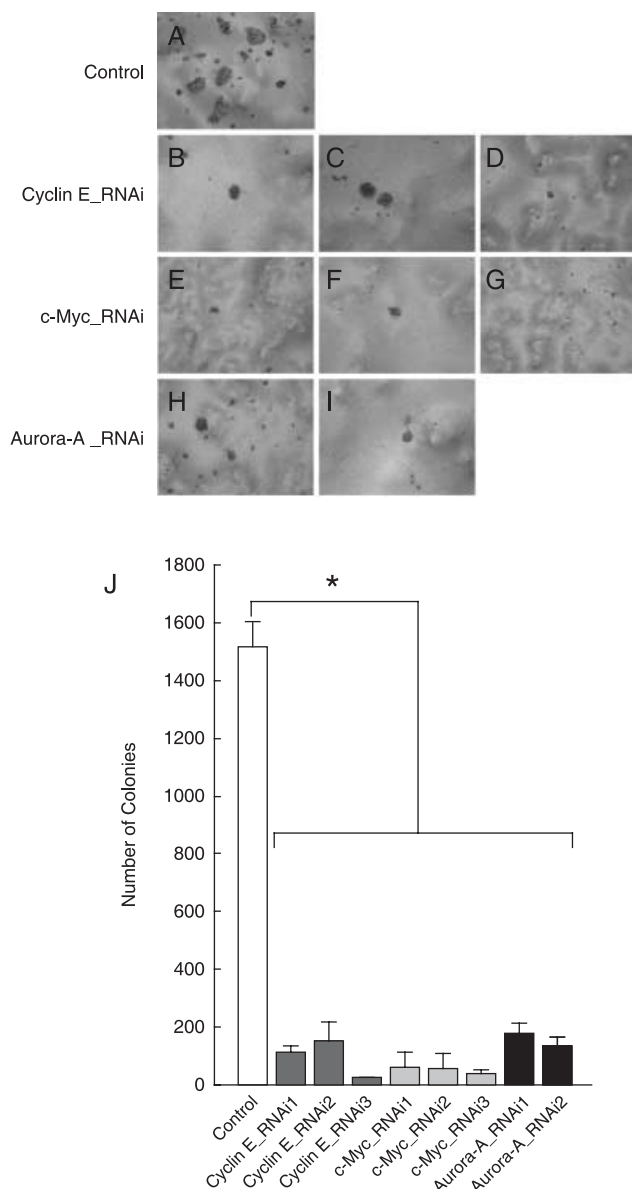 A
Control
B C D
Cyclin E_RNAi
E F G
c-Myc_RNAi
H I
Aurora-A _RNAi
J
*
1800
1600
1400
1200
1000
800
600
400
200
0
Number of Colonies
Control
Cyclin E_RNAi1
Cyclin E_RNAi2
Cyclin E_RNAi3
c-Myc_RNAi1
c-Myc_RNAi2
c-Myc_RNAi3
Aurora-A_RNAi1
Aurora-A_RNAi2